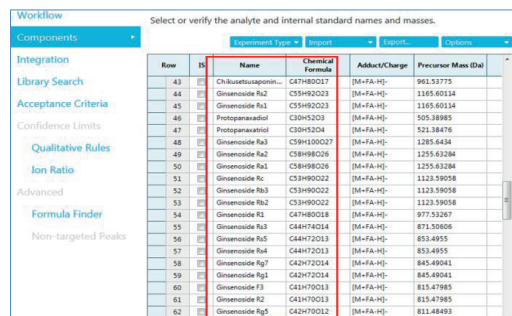 Workflow
Components
Integration
Library Search
Acceptance Criteria
Confidence Limits
Qualitative Rules
Ion Ratio
Advanced
Formula Finder
Non-targeted Peaks
Select or verify the analyte and internal standard names and masses.
Experiment Type Import Export... Options
Row IS Name Chemical Formula Adduct/Charge Precursor Mass (Da)
43 Chikusetsusaponin... C47H80O17 [M+FA-H]- 961.53775
44 Ginsenoside Rs2 C55H92O23 [M+FA-H]- 1165.60114
45 Ginsenoside Rs1 C55H92O23 [M+FA-H]- 1165.60114
46 Protopanaxadiol C30H52O3 [M+FA-H]- 505.38985
47 Protopanaxatriol C30H52O4 [M+FA-H]- 521.38476
48 Ginsenoside Ra3 C59H100O27 [M+FA-H]- 1285.6434
49 Ginsenoside Ra2 C58H98O26 [M+FA-H]- 1255.63284
50 Ginsenoside Ra1 C58H98O26 [M+FA-H]- 1255.63284
51 Ginsenoside Rc C53H90O22 [M+FA-H]- 1123.59058
52 Ginsenoside Rb3 C53H90O22 [M+FA-H]- 1123.59058
53 Ginsenoside Rb2 C53H90O22 [M+FA-H]- 1123.59058
54 Ginsenoside R1 C47H80O18 [M+FA-H]- 977.53267
55 Ginsenoside Rs3 C44H74O14 [M+FA-H]- 871.50606
56 Ginsenoside Rs5 C44H72O13 [M+FA-H]- 853.4955
57 Ginsenoside Rs4 C44H72O13 [M+FA-H]- 853.4955
58 Ginsenoside Rg7 C42H72O14 [M+FA-H]- 845.49041
59 Ginsenoside Rg1 C42H72O14 [M+FA-H]- 845.49041
60 Ginsenoside F3 C41H70O13 [M+FA-H]- 815.47985
61 Ginsenoside R2 C41H70O13 [M+FA-H]- 815.47985
62 Ginsenoside Rg5 C42H70O12 [M+FA-H]- 811.48493